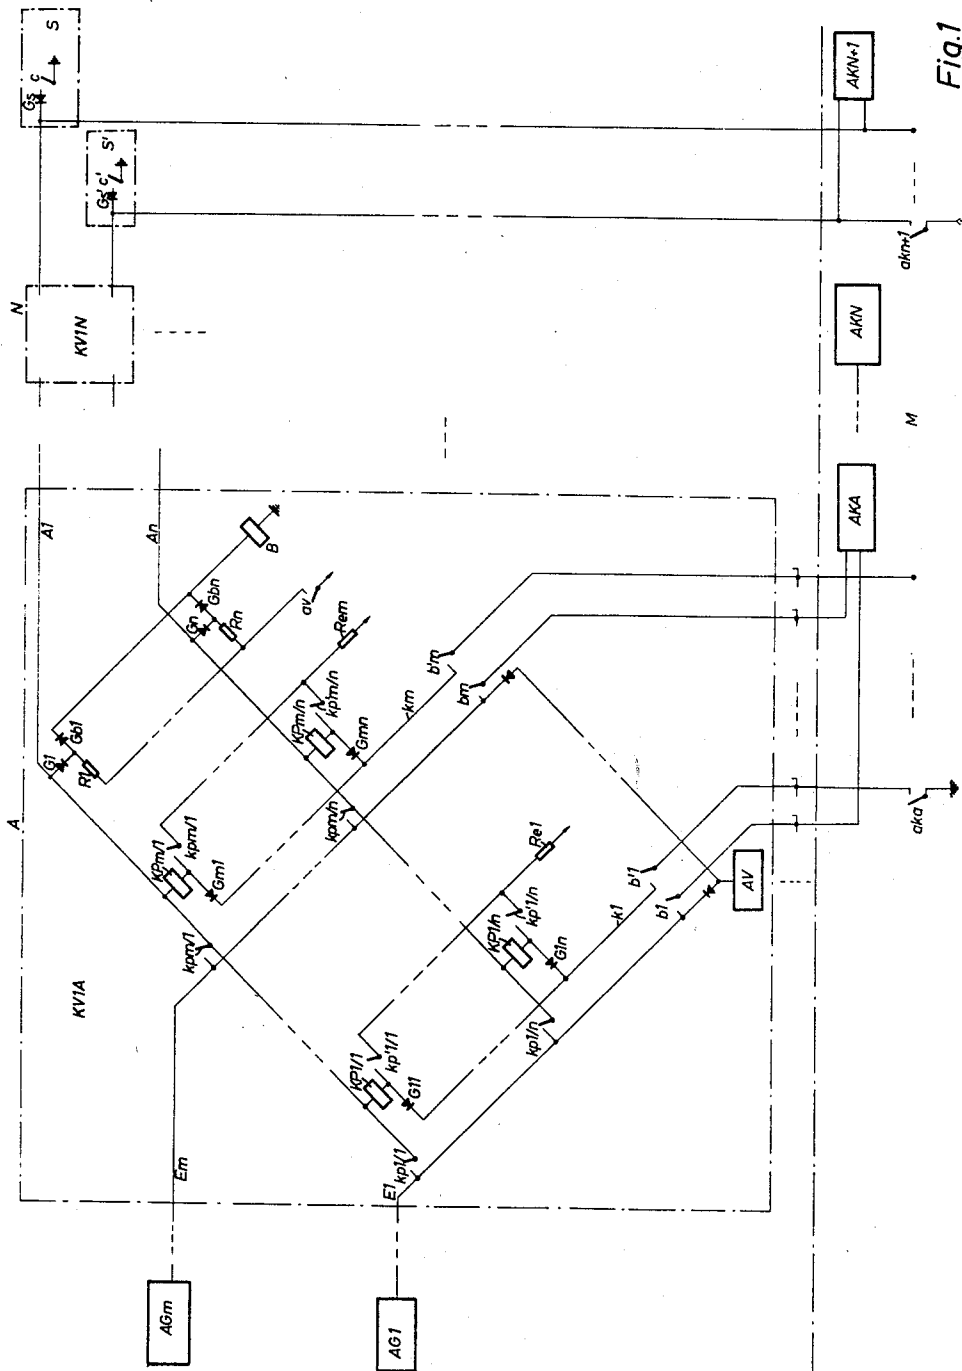 Fig.1
S
c
Gs
S'
c'
Gs'
AKN+1
akn+1
N
KV1N
AKN
M
AKA
aka
A
KV1A
A1
An
B
Gbn
Gn
Rn
av
Gb1
G1
R1
Rem
kp'm/n
KPm/n
Gmn
kpm/n
b'm
bm
km
KPm/1
kpm/1
Gm1
kpm/1
Re1
kp'1/n
KP1/n
G1n
kp1/n
b'1
b1
k1
AV
KP1/1
kp'1/1
G11
kp1/1
Em
E1
AGm
AG1